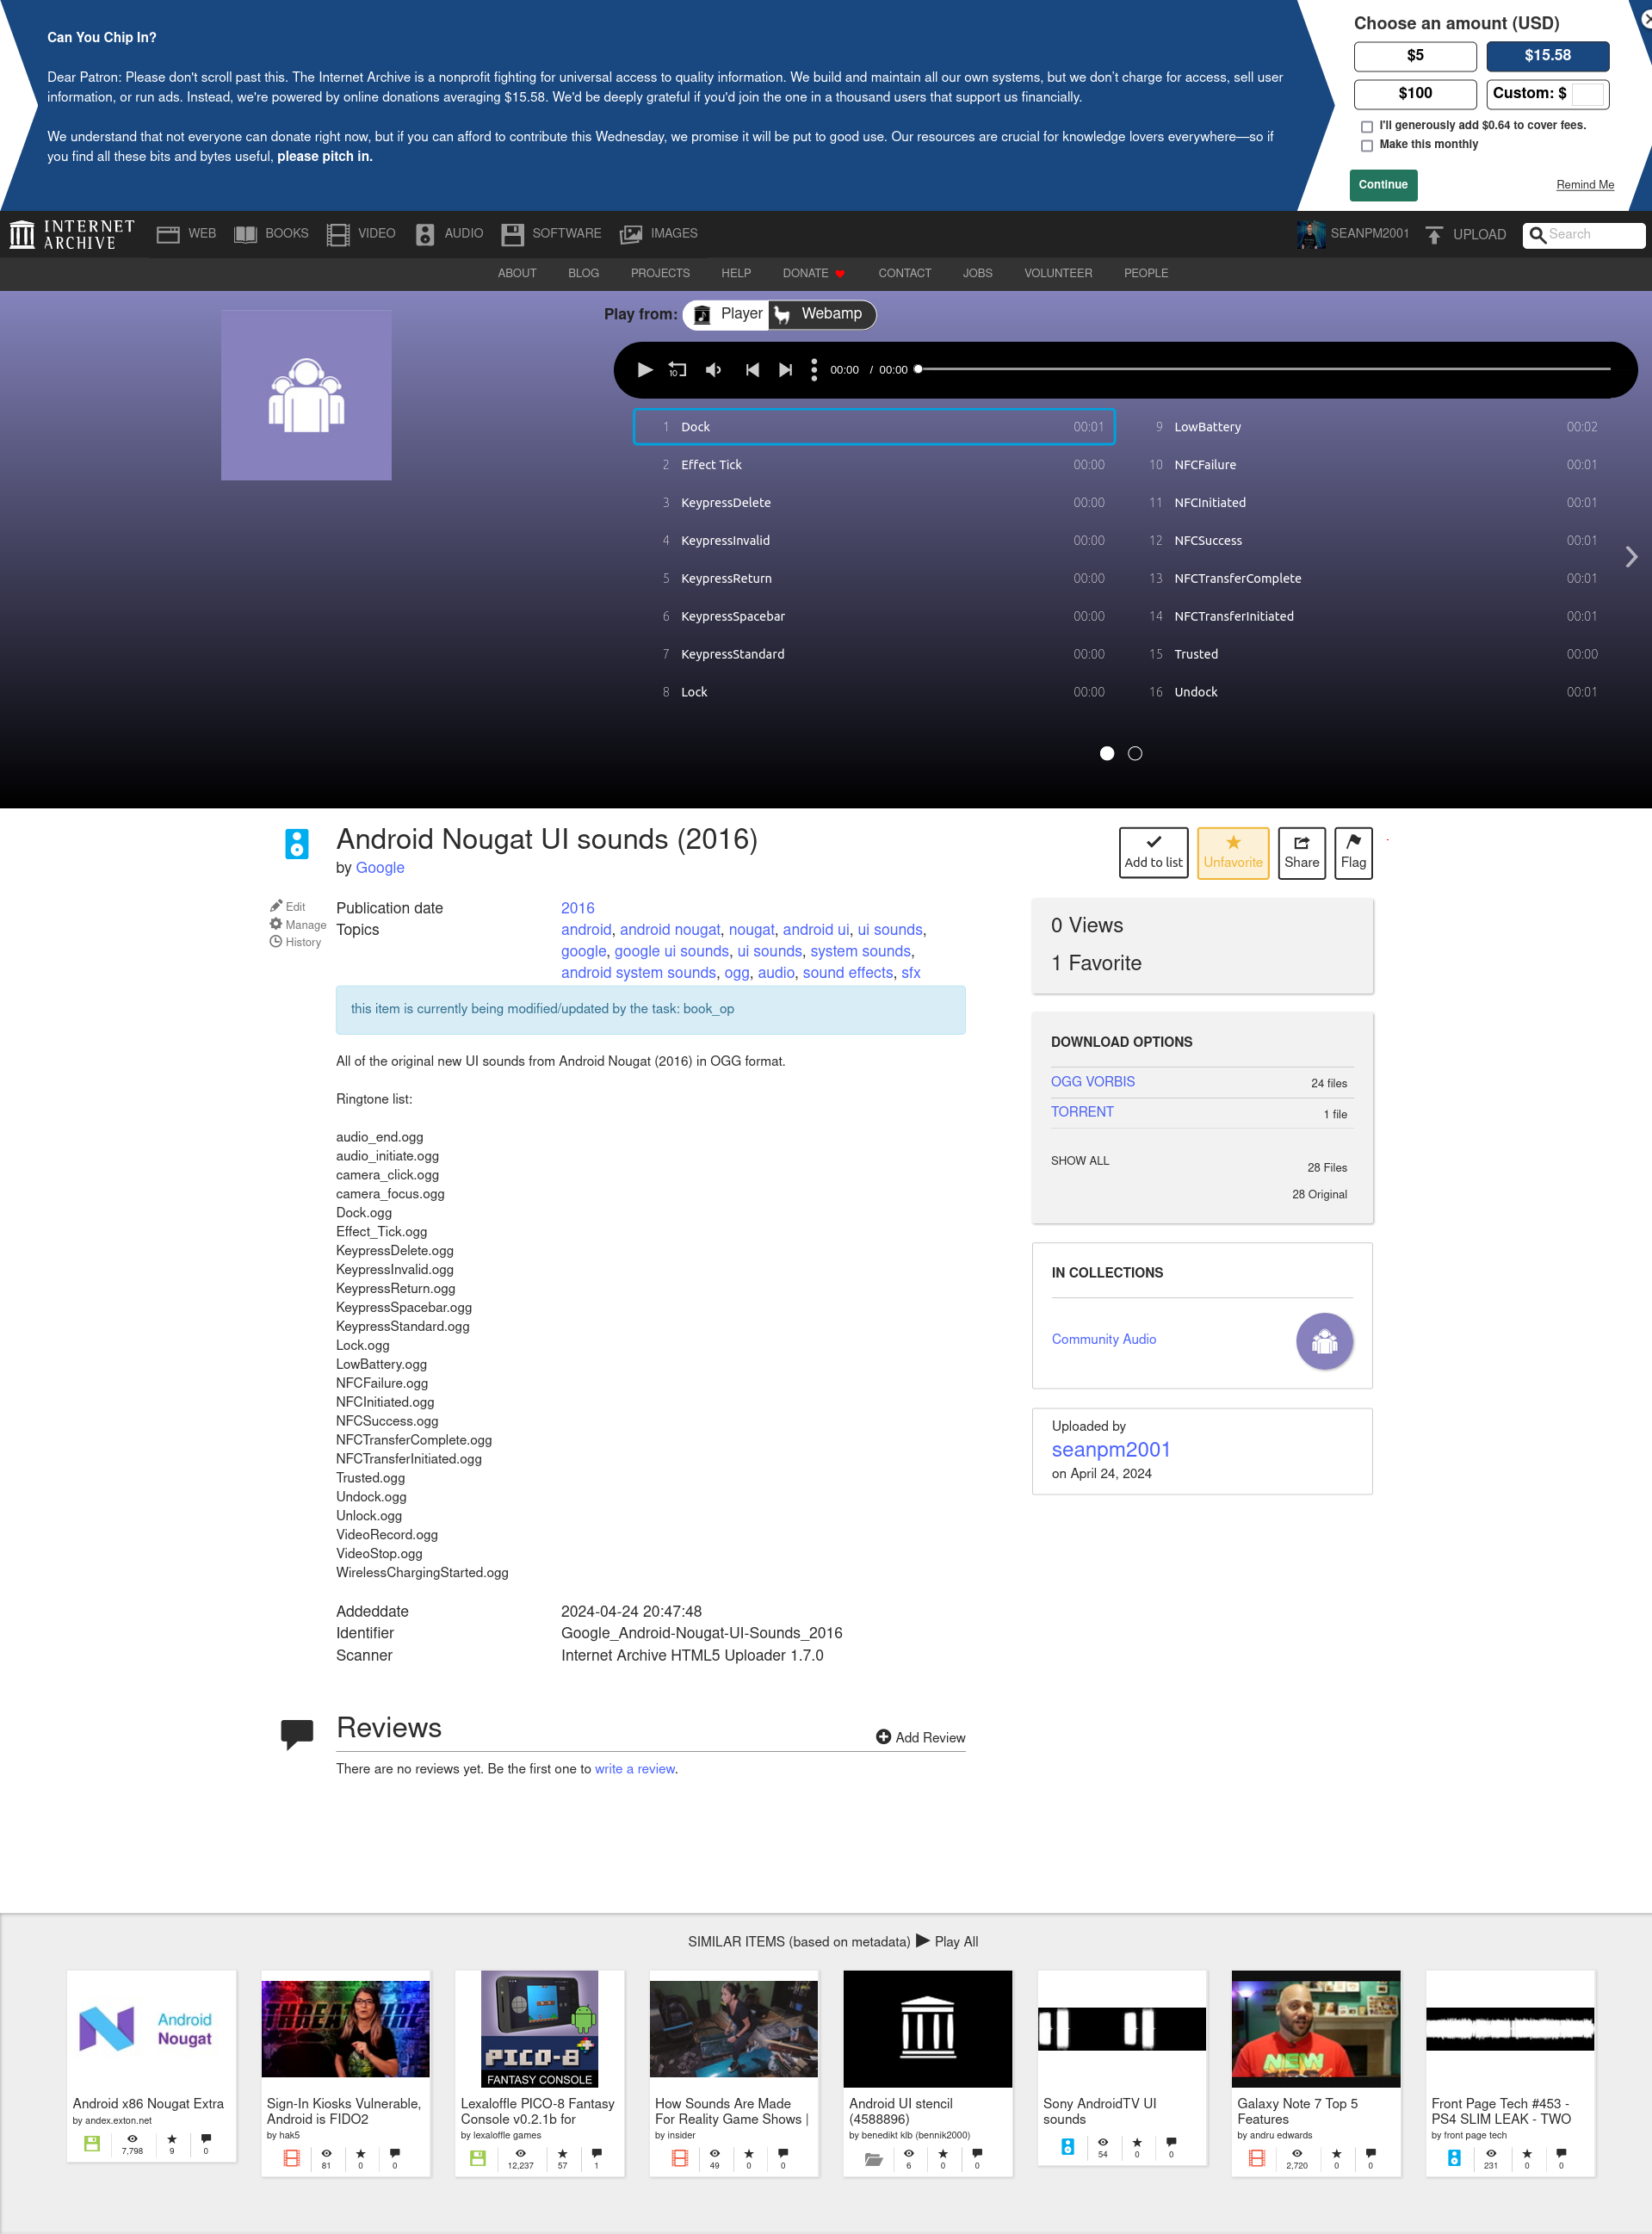 Can You Chip In?
Dear Patron: Please don't scroll past this. The Internet Archive is a nonprofit fighting for universal access to quality information. We build and maintain all our own systems, but we don't charge for access, sell user
information, or run ads. Instead, we're powered by online donations averaging $15.58. We'd be deeply grateful if you'd join the one in a thousand users that support us financially.
We understand that not everyone can donate right now, but if you can afford to contribute this Wednesday, we promise it will be put to good use. Our resources are crucial for knowledge lovers everywhere—so if
you find all these bits and bytes useful, please pitch in.
Choose an amount (USD)
$5 $15.58
$100 Custom: $
I'll generously add $0.64 to cover fees.
Make this monthly
Continue Remind Me
INTERNET ARCHIVE WEB BOOKS VIDEO AUDIO SOFTWARE IMAGES SEANPM2001 UPLOAD Search
ABOUT BLOG PROJECTS HELP DONATE CONTACT JOBS VOLUNTEER PEOPLE
Play from: Player Webamp
10 00:00 / 00:00
1 Dock 00:01
2 Effect Tick 00:00
3 KeypressDelete 00:00
4 KeypressInvalid 00:00
5 KeypressReturn 00:00
6 KeypressSpacebar 00:00
7 KeypressStandard 00:00
8 Lock 00:00
9 LowBattery 00:02
10 NFCFailure 00:01
11 NFCInitiated 00:01
12 NFCSuccess 00:01
13 NFCTransferComplete 00:01
14 NFCTransferInitiated 00:01
15 Trusted 00:00
16 Undock 00:01
Android Nougat UI sounds (2016)
by Google
Add to list Unfavorite Share Flag
Edit
Manage
History
Publication date 2016
Topics android, android nougat, nougat, android ui, ui sounds,
google, google ui sounds, ui sounds, system sounds,
android system sounds, ogg, audio, sound effects, sfx
this item is currently being modified/updated by the task: book_op
All of the original new UI sounds from Android Nougat (2016) in OGG format.
Ringtone list:
audio_end.ogg
audio_initiate.ogg
camera_click.ogg
camera_focus.ogg
Dock.ogg
Effect_Tick.ogg
KeypressDelete.ogg
KeypressInvalid.ogg
KeypressReturn.ogg
KeypressSpacebar.ogg
KeypressStandard.ogg
Lock.ogg
LowBattery.ogg
NFCFailure.ogg
NFCInitiated.ogg
NFCSuccess.ogg
NFCTransferComplete.ogg
NFCTransferInitiated.ogg
Trusted.ogg
Undock.ogg
Unlock.ogg
VideoRecord.ogg
VideoStop.ogg
WirelessChargingStarted.ogg
Addeddate 2024-04-24 20:47:48
Identifier Google_Android-Nougat-UI-Sounds_2016
Scanner Internet Archive HTML5 Uploader 1.7.0
0 Views
1 Favorite
DOWNLOAD OPTIONS
OGG VORBIS 24 files
TORRENT 1 file
SHOW ALL 28 Files
28 Original
IN COLLECTIONS
Community Audio
Uploaded by
seanpm2001
on April 24, 2024
Reviews
Add Review
There are no reviews yet. Be the first one to write a review.
SIMILAR ITEMS (based on metadata) Play All
Android
Nougat
Android x86 Nougat Extra
by andex.exton.net
7,798 9 0
THREAT WIRE
Sign-In Kiosks Vulnerable,
Android is FIDO2
by hak5
81 0 0
PICO-8
FANTASY CONSOLE
Lexaloffle PICO-8 Fantasy
Console v0.2.1b for
by lexaloffle games
12,237 57 1
How Sounds Are Made
For Reality Game Shows |
by insider
49 0 0
Android UI stencil
(4588896)
by benedikt klb (bennik2000)
6 0 0
Sony AndroidTV UI
sounds
54 0 0
NEW
Galaxy Note 7 Top 5
Features
by andru edwards
2,720 0 0
Front Page Tech #453 -
PS4 SLIM LEAK - TWO
by front page tech
231 0 0